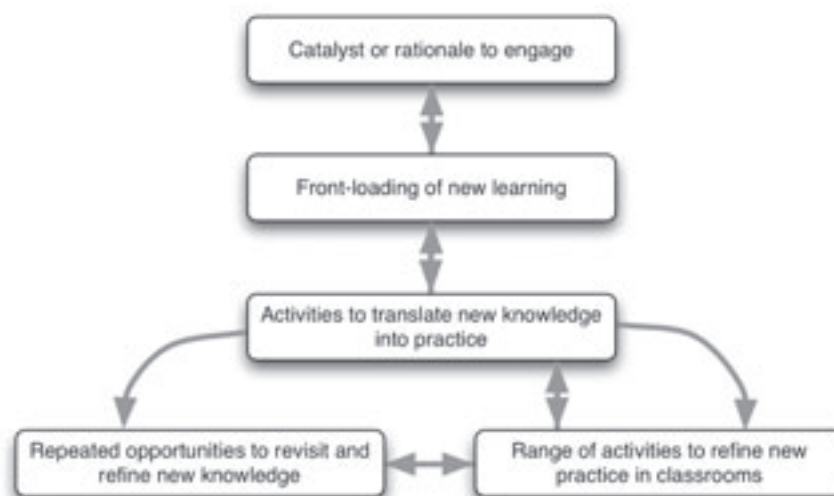 Catalyst or rationale to engage
Front-loading of new learning
Activities to translate new knowledge
into practice
Repeated opportunities to revisit and
refine new knowledge
Range of activities to refine new
practice in classrooms